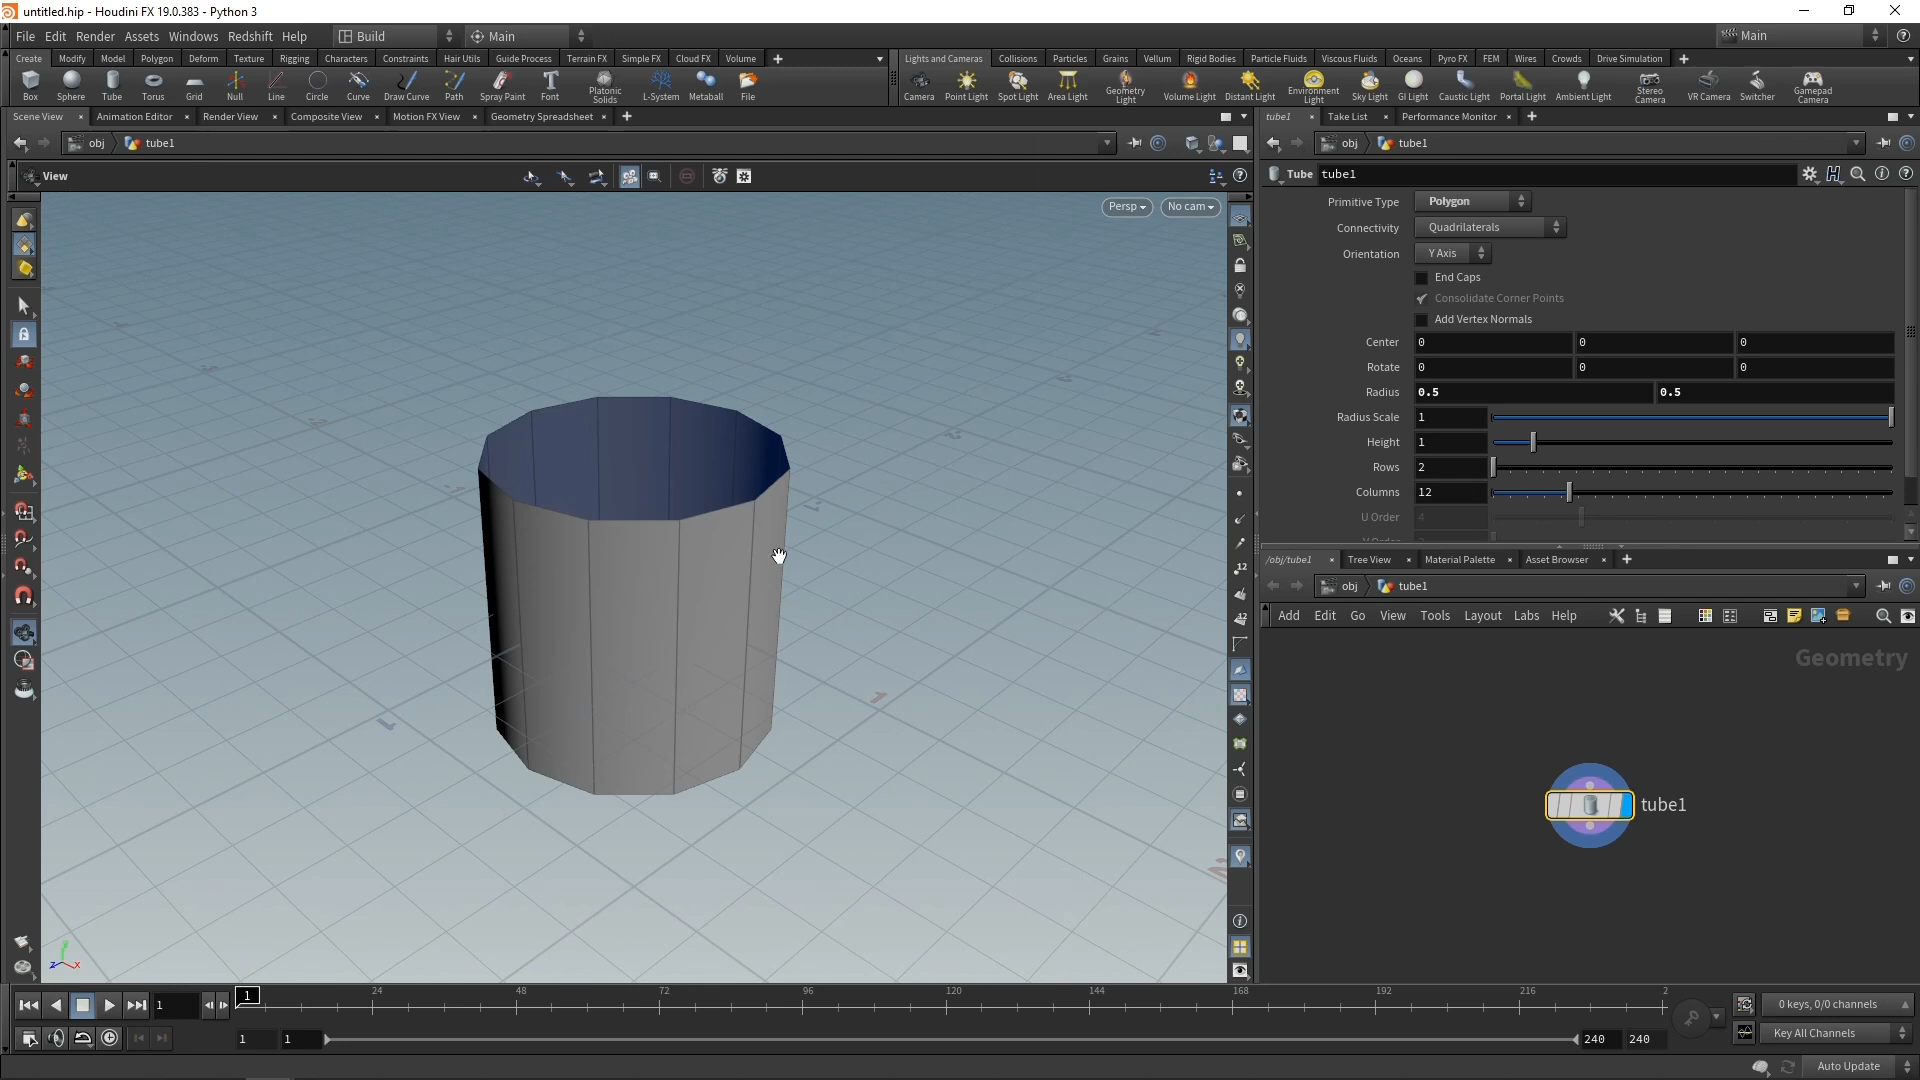 untitled.hip - Houdini FX 19.0.383 - Python 3
File Edit Render Assets Windows Redshift Help Build Main Main
Create Modify Model Polygon Deform Texture Rigging Characters Constraints Hair Utils Guide Process Terrain FX Simple FX Cloud FX Volume
Lights and Cameras Collisions Particles Grains Vellum Rigid Bodies Particle Fluids Viscous Fluids Oceans Pyro FX FEM Wires Crowds Drive Simulation
Box Sphere Tube Torus Grid Null Line Circle Curve Draw Curve Path Spray Paint Font Platonic Solids L-System Metaball File
Camera Point Light Spot Light Area Light Geometry Light Volume Light Distant Light Environment Light Sky Light GI Light Caustic Light Portal Light Ambient Light Stereo Camera VR Camera Switcher Gamepad Camera
Scene View Animation Editor Render View Composite View Motion FX View Geometry Spreadsheet
tube1 Take List Performance Monitor
obj tube1
obj tube1
View
Persp No cam
Tube tube1
Primitive Type Polygon
Connectivity Quadrilaterals
Orientation Y Axis
End Caps
Consolidate Corner Points
Add Vertex Normals
Center 0 0 0
Rotate 0 0 0
Radius 0.5 0.5
Radius Scale 1
Height 1
Rows 2
Columns 12
U Order 4
/obj/tube1 Tree View Material Palette Asset Browser
obj tube1
Add Edit Go View Tools Layout Labs Help
Geometry
tube1
12
12
1 1 24 48 72 96 120 144 168 192 216 2
0 keys, 0/0 channels
1 1 240 240
Key All Channels
Auto Update